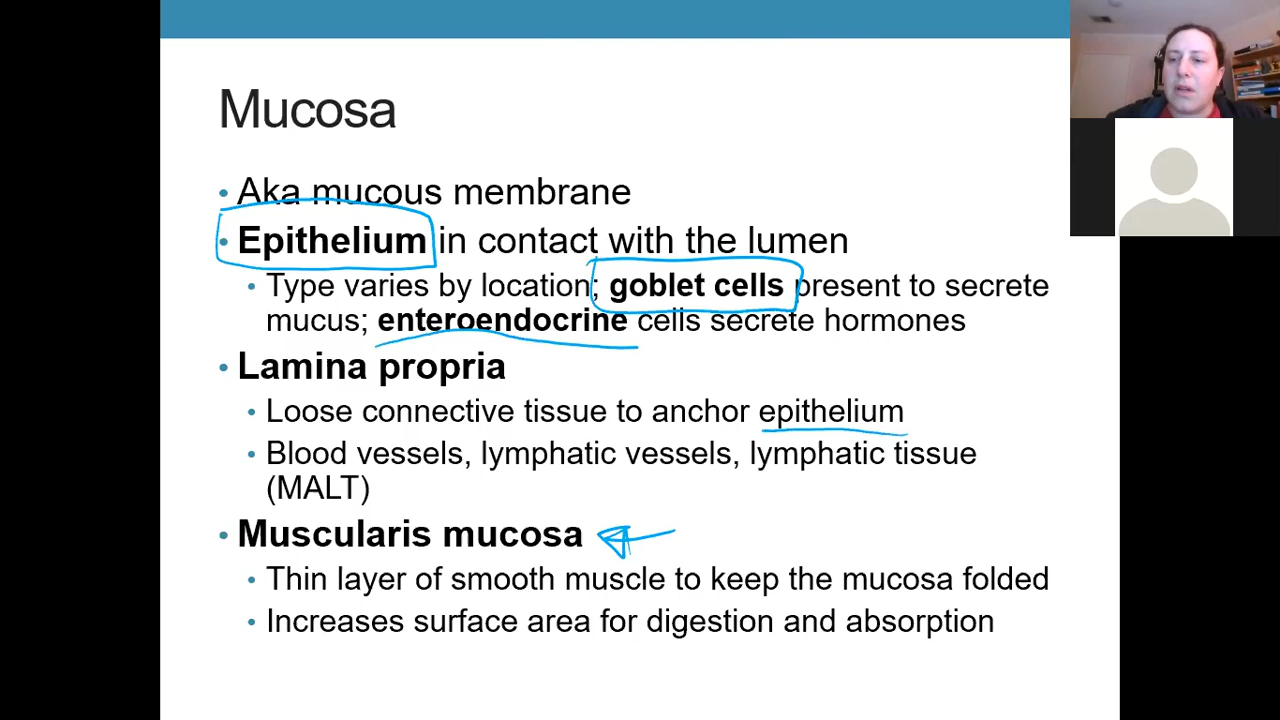 Mucosa
• Aka mucous membrane
• Epithelium in contact with the lumen
• Type varies by location; goblet cells present to secrete
mucus; enteroendocrine cells secrete hormones
• Lamina propria
• Loose connective tissue to anchor epithelium
• Blood vessels, lymphatic vessels, lymphatic tissue
(MALT)
• Muscularis mucosa
• Thin layer of smooth muscle to keep the mucosa folded
• Increases surface area for digestion and absorption